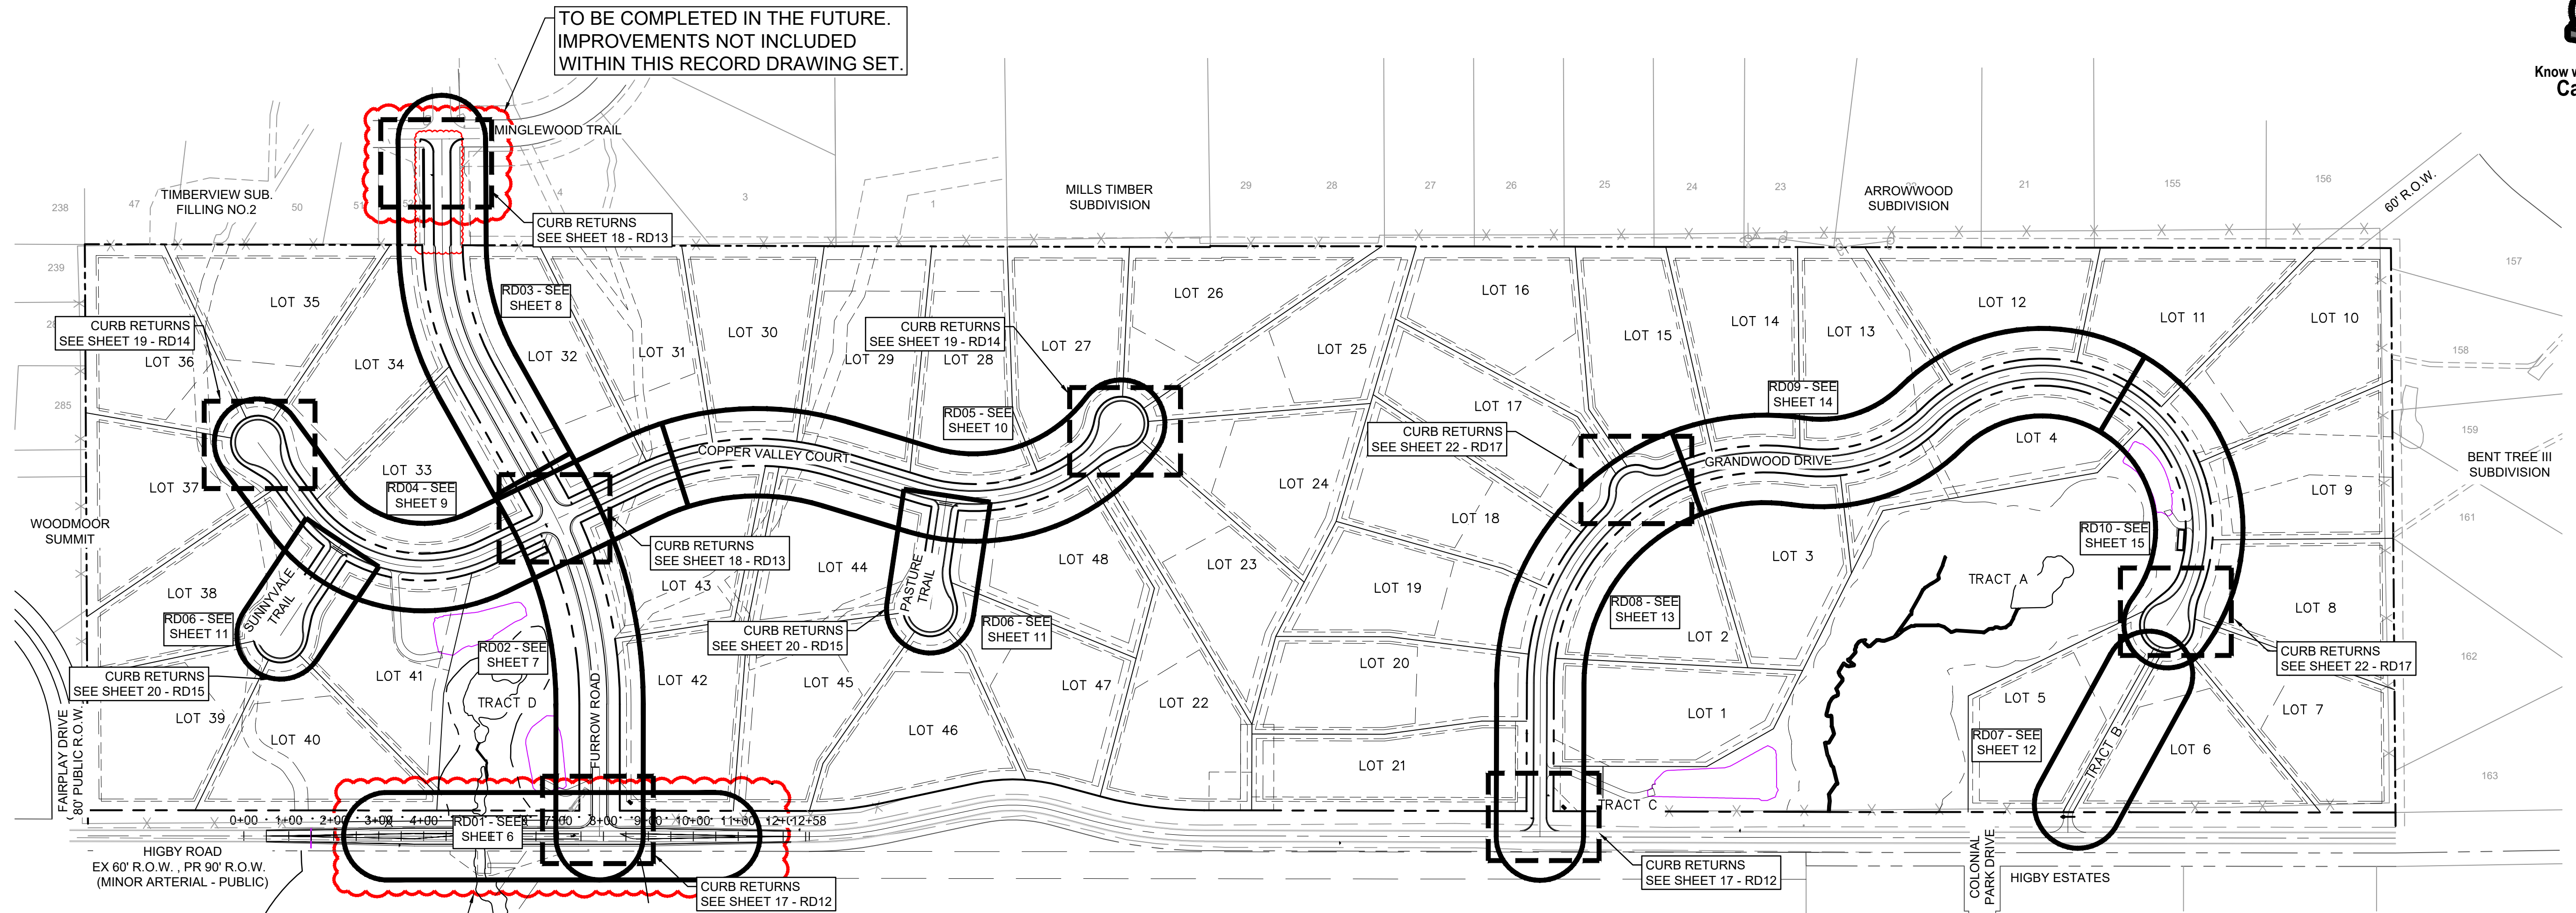 TO BE COMPLETED IN THE FUTURE.
IMPROVEMENTS NOT INCLUDED
WITHIN THIS RECORD DRAWING SET.
MINGLEWOOD TRAIL
TIMBERVIEW SUB.
FILLING NO.2
238
47
50
4
3
1
MILLS TIMBER
SUBDIVISION
29
28
27
26
25
24
23
ARROWWOOD
SUBDIVISION
21
155
156
60' R.O.W.
CURB RETURNS
SEE SHEET 18 - RD13
239
157
LOT 35
RD03 - SEE
SHEET 8
LOT 26
LOT 16
LOT 12
LOT 11
LOT 10
CURB RETURNS
SEE SHEET 19 - RD14
LOT 36
LOT 34
LOT 32
LOT 31
LOT 30
CURB RETURNS
SEE SHEET 19 - RD14
LOT 29
LOT 28
LOT 27
LOT 25
LOT 15
LOT 14
LOT 13
158
285
RD05 - SEE
SHEET 10
LOT 17
RD09 - SEE
SHEET 14
CURB RETURNS
SEE SHEET 22 - RD17
LOT 4
159
COPPER VALLEY COURT
GRANDWOOD DRIVE
BENT TREE III
SUBDIVISION
LOT 33
LOT 37
RD04 - SEE
SHEET 9
LOT 24
LOT 9
WOODMOOR
SUMMIT
LOT 18
161
RD10 - SEE
SHEET 15
CURB RETURNS
SEE SHEET 18 - RD13
LOT 44
LOT 48
LOT 23
LOT 3
LOT 43
LOT 19
TRACT A
LOT 38
SUNNYVALE
TRAIL
PASTURE
TRAIL
RD08 - SEE
SHEET 13
LOT 8
RD06 - SEE
SHEET 11
CURB RETURNS
SEE SHEET 20 - RD15
RD06 - SEE
SHEET 11
LOT 2
RD02 - SEE
SHEET 7
CURB RETURNS
SEE SHEET 22 - RD17
162
LOT 41
LOT 42
LOT 45
LOT 47
LOT 20
CURB RETURNS
SEE SHEET 20 - RD15
TRACT D
LOT 22
LOT 5
LOT 39
LOT 1
LOT 7
LOT 40
LOT 46
FURROW ROAD
RD07 - SEE
SHEET 12
TRACT B
LOT 6
LOT 21
163
FAIRPLAY DRIVE
80' PUBLIC R.O.W.
TRACT C
0+00 1+00 2+00 3+00 4+00 8+00 9+00 10+00 11+00 12+58
RD01 - SEE
SHEET 6
HIGBY ROAD
EX 60' R.O.W. , PR 90' R.O.W.
(MINOR ARTERIAL - PUBLIC)
CURB RETURNS
SEE SHEET 17 - RD12
CURB RETURNS
SEE SHEET 17 - RD12
COLONIAL
PARK DRIVE
HIGBY ESTATES